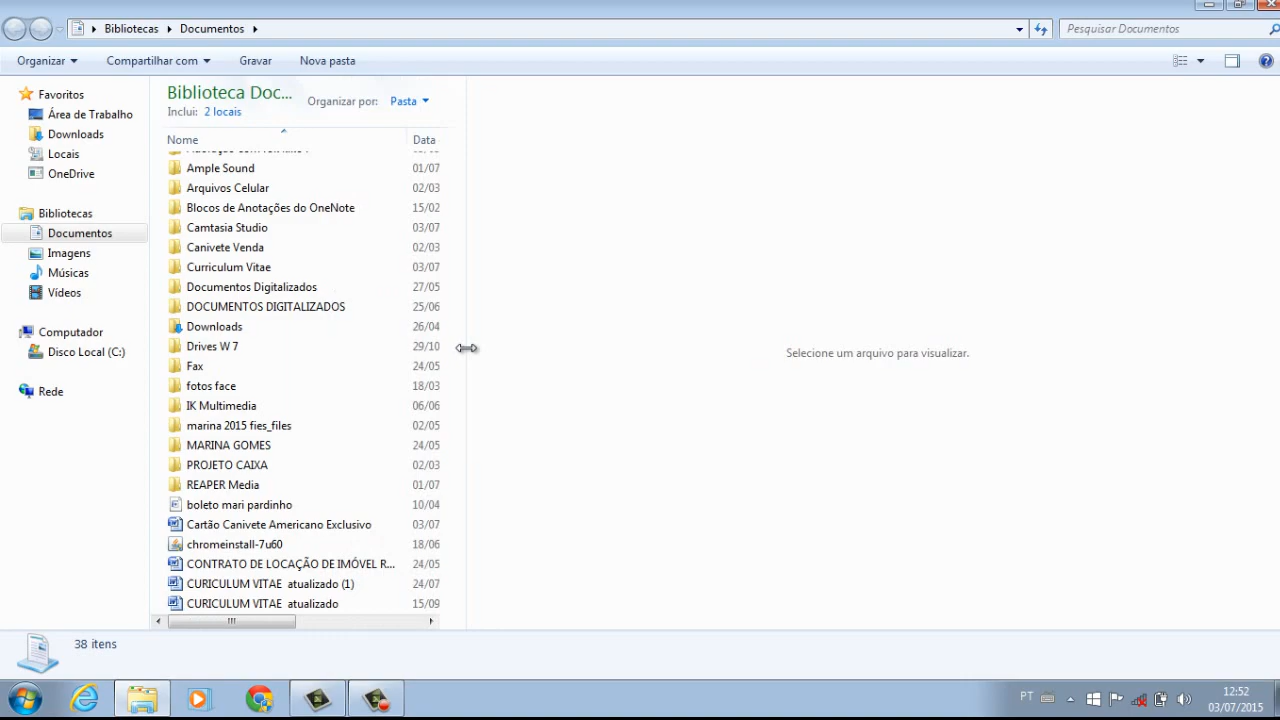 Bibliotecas Documentos Pesquisar Documentos
Organizar Compartilhar com Gravar Nova pasta
Favoritos
Área de Trabalho
Downloads
Locais
OneDrive
Bibliotecas
Documentos
Imagens
Músicas
Vídeos
Computador
Disco Local (C:)
Rede
Biblioteca Doc...
Inclui: 2 locais
Organizar por: Pasta
Nome Data
Ample Sound 01/07
Arquivos Celular 02/03
Blocos de Anotações do OneNote 15/02
Camtasia Studio 03/07
Canivete Venda 02/03
Curriculum Vitae 03/07
Documentos Digitalizados 27/05
DOCUMENTOS DIGITALIZADOS 25/06
Downloads 26/04
Drives W 7 29/10
Fax 24/05
fotos face 18/03
IK Multimedia 06/06
marina 2015 fies_files 02/05
MARINA GOMES 24/05
PROJETO CAIXA 02/03
REAPER Media 01/07
boleto mari pardinho 10/04
Cartão Canivete Americano Exclusivo 03/07
chromeinstall-7u60 18/06
CONTRATO DE LOCAÇÃO DE IMÓVEL R... 24/05
CURICULUM VITAE atualizado (1) 24/07
CURICULUM VITAE atualizado 15/09
Selecione um arquivo para visualizar.
38 itens
PT
12:52
03/07/2015